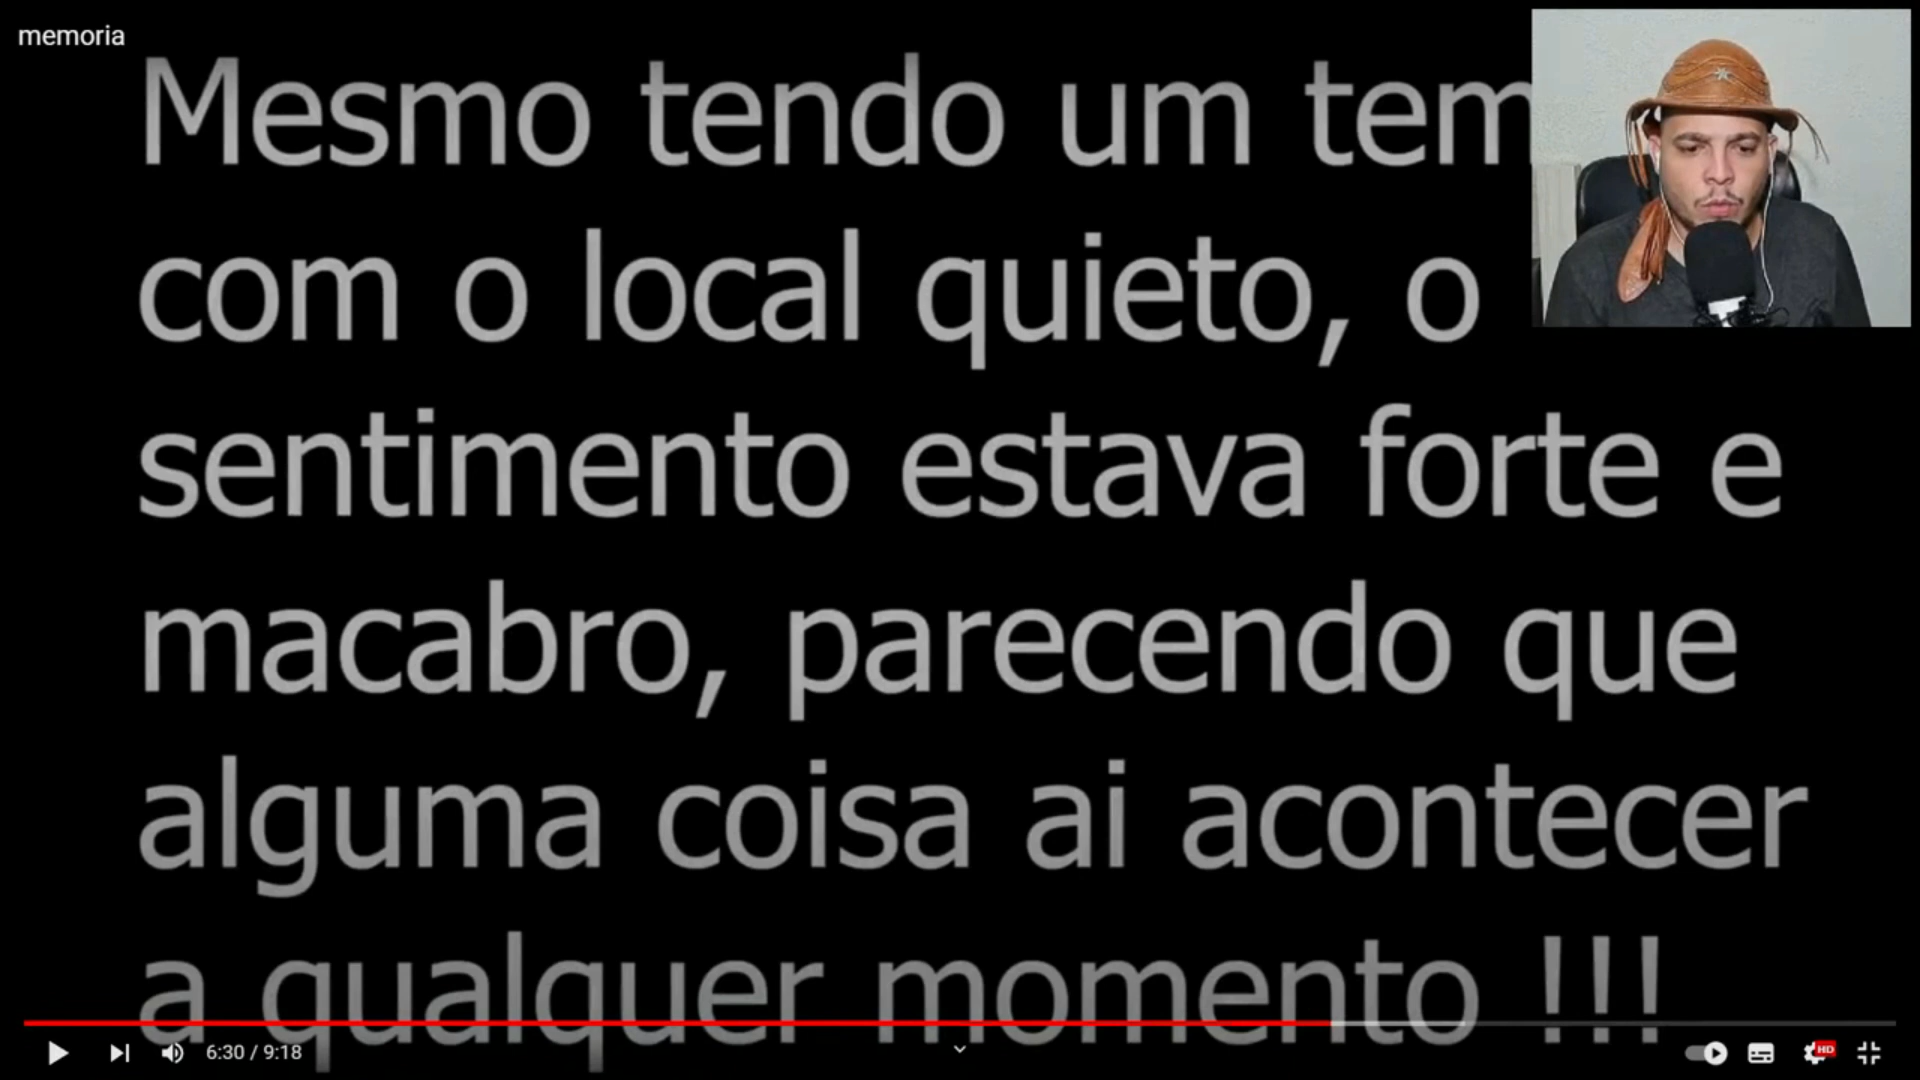 memoria
Mesmo tendo um tem
com o local quieto, o
sentimento estava forte e
macabro, parecendo que
alguma coisa ai acontecer
a qualquer momento !!!
6:30 / 9:18
HD